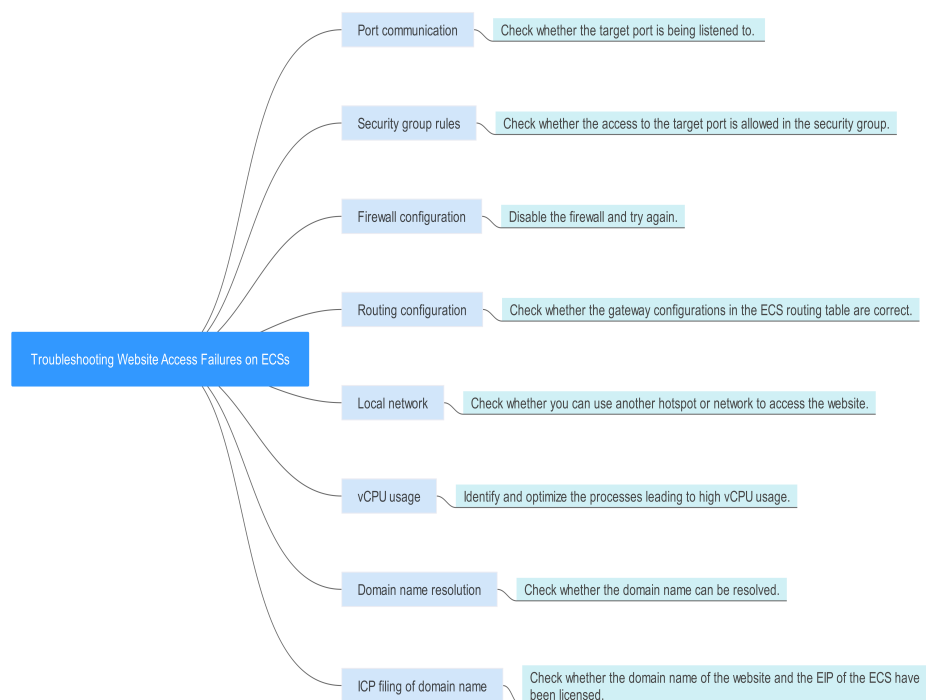 Port communication
Check whether the target port is being listened to.
Security group rules
Check whether the access to the target port is allowed in the security group.
Firewall configuration
Disable the firewall and try again.
Routing configuration
Check whether the gateway configurations in the ECS routing table are correct.
Troubleshooting Website Access Failures on ECSs
Local network
Check whether you can use another hotspot or network to access the website.
vCPU usage
Identify and optimize the processes leading to high vCPU usage.
Domain name resolution
Check whether the domain name can be resolved.
ICP filing of domain name
Check whether the domain name of the website and the EIP of the ECS have
been licensed.